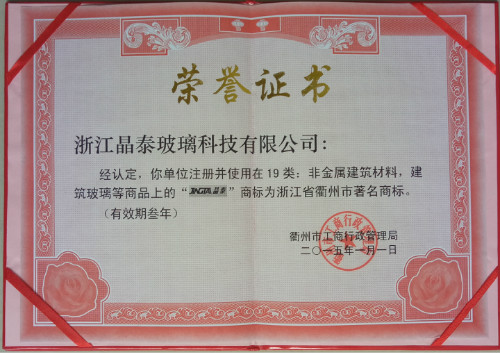 荣誉证书
浙江晶泰玻璃科技有限公司:
经认定，你单位注册并使用在 19 类: 非金属建筑材料，建
筑玻璃等商品上的“JINGTA 晶泰”商标为浙江省衢州市著名商标。
(有效期叁年)
衢州市工商行政管理局
二〇一五年一月一日